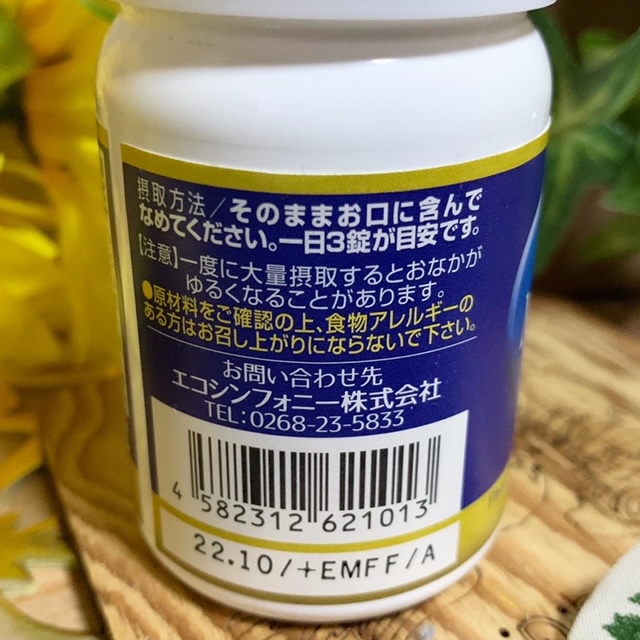 摂取方法/そのままお口に含んで
なめてください。一日3錠が目安です。
【注意】一度に大量摂取するとおなかが
ゆるくなることがあります。
●原材料をご確認の上、食物アレルギーの
ある方はお召し上がりにならないで下さい。
お問い合わせ先
エコシンフォニー株式会社
TEL:0268-23-5833
4 582312 621013
22.10/+EMFF/A